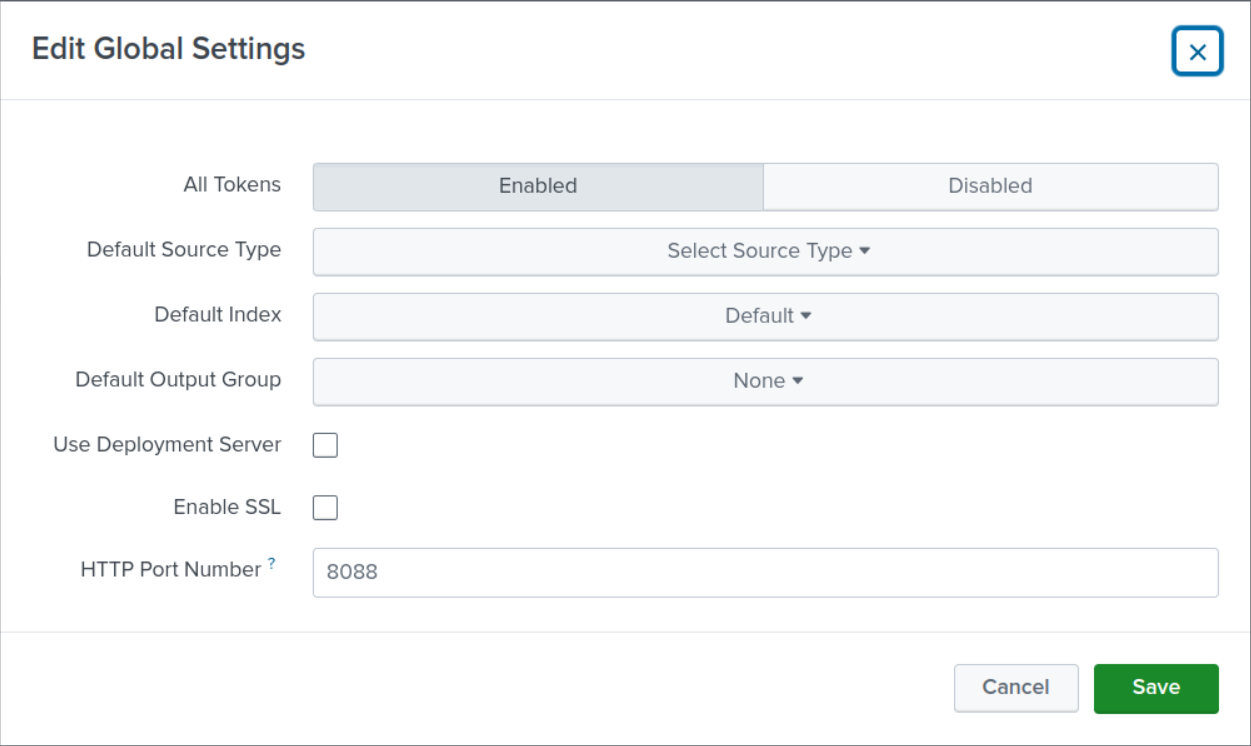 Edit Global Settings
All Tokens Enabled Disabled
Default Source Type Select Source Type
Default Index Default
Default Output Group None
Use Deployment Server
Enable SSL
HTTP Port Number ? 8088
Cancel Save